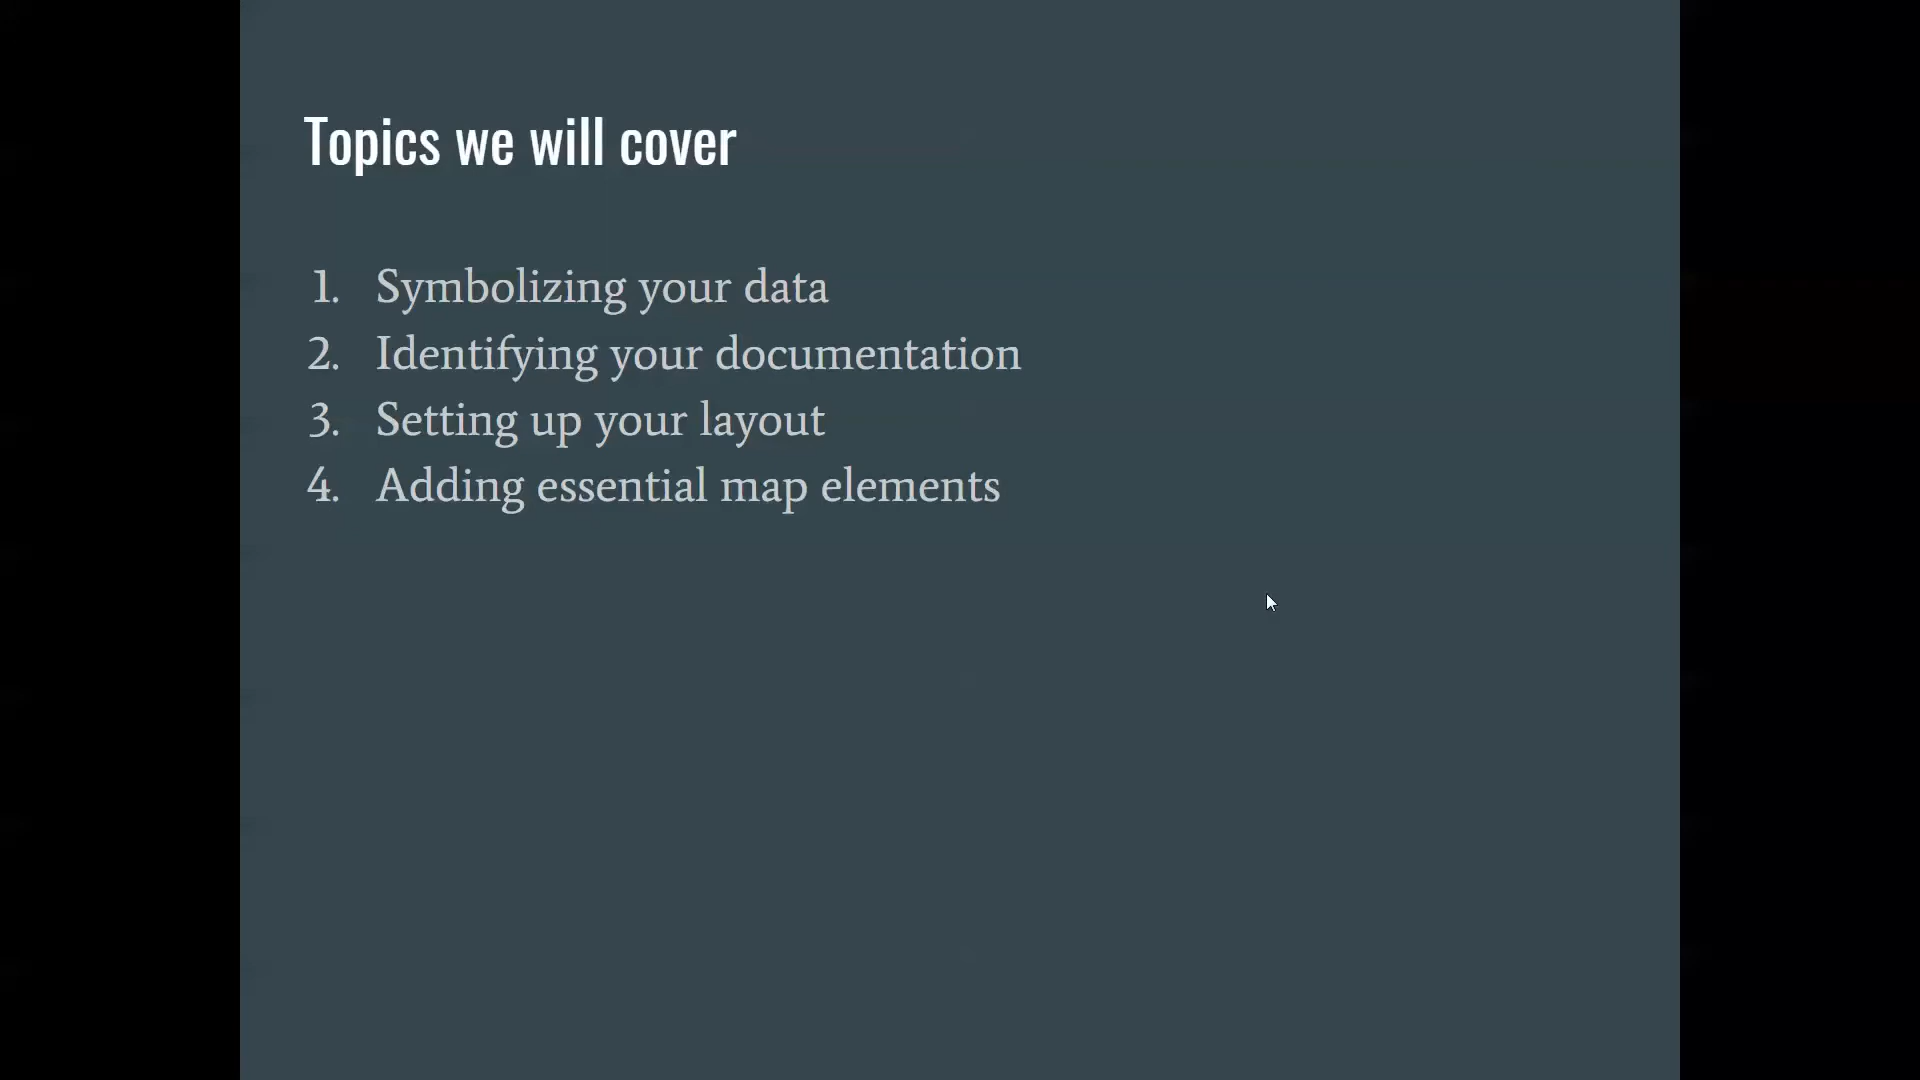 Topics we will cover
1. Symbolizing your data
2. Identifying your documentation
3. Setting up your layout
4. Adding essential map elements